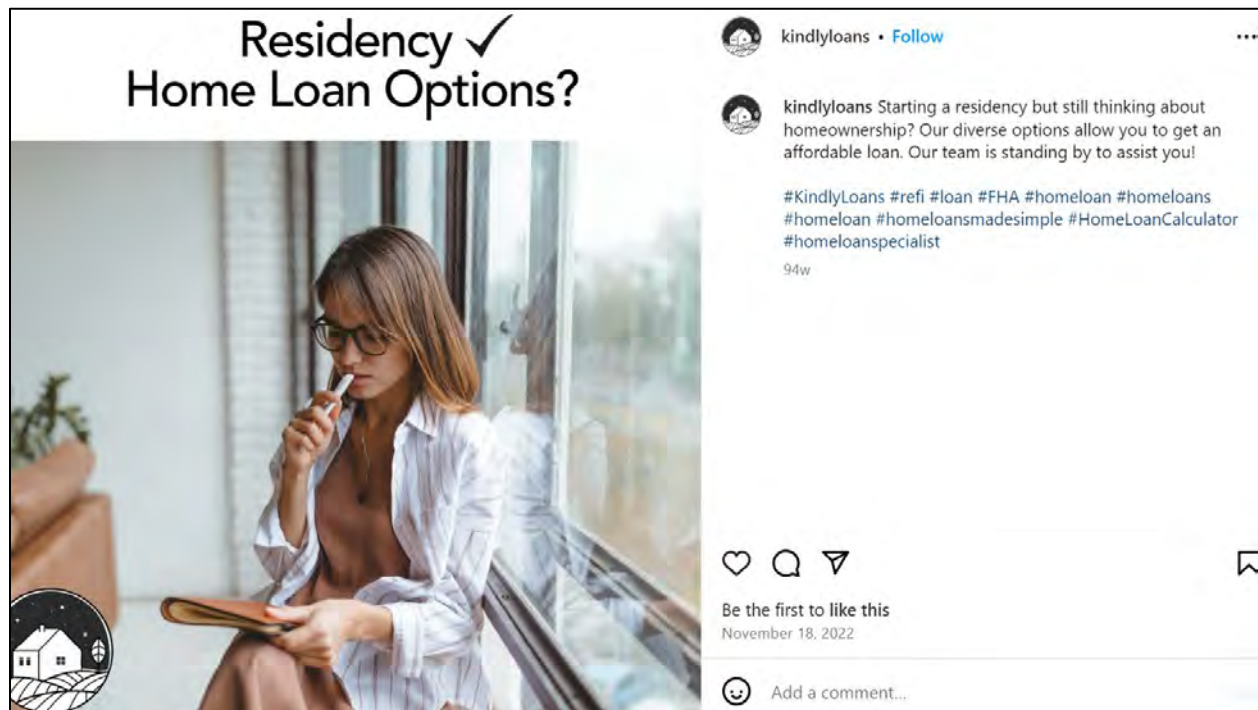 Residency ✓
Home Loan Options?
kindlyloans • Follow
kindlyloans Starting a residency but still thinking about
homeownership? Our diverse options allow you to get an
affordable loan. Our team is standing by to assist you!
#KindlyLoans #refi #loan #FHA #homeloan #homeloans
#homeloan #homeloansmadesimple #HomeLoanCalculator
#homeloanspecialist
94w
Be the first to like this
November 18, 2022
Add a comment...